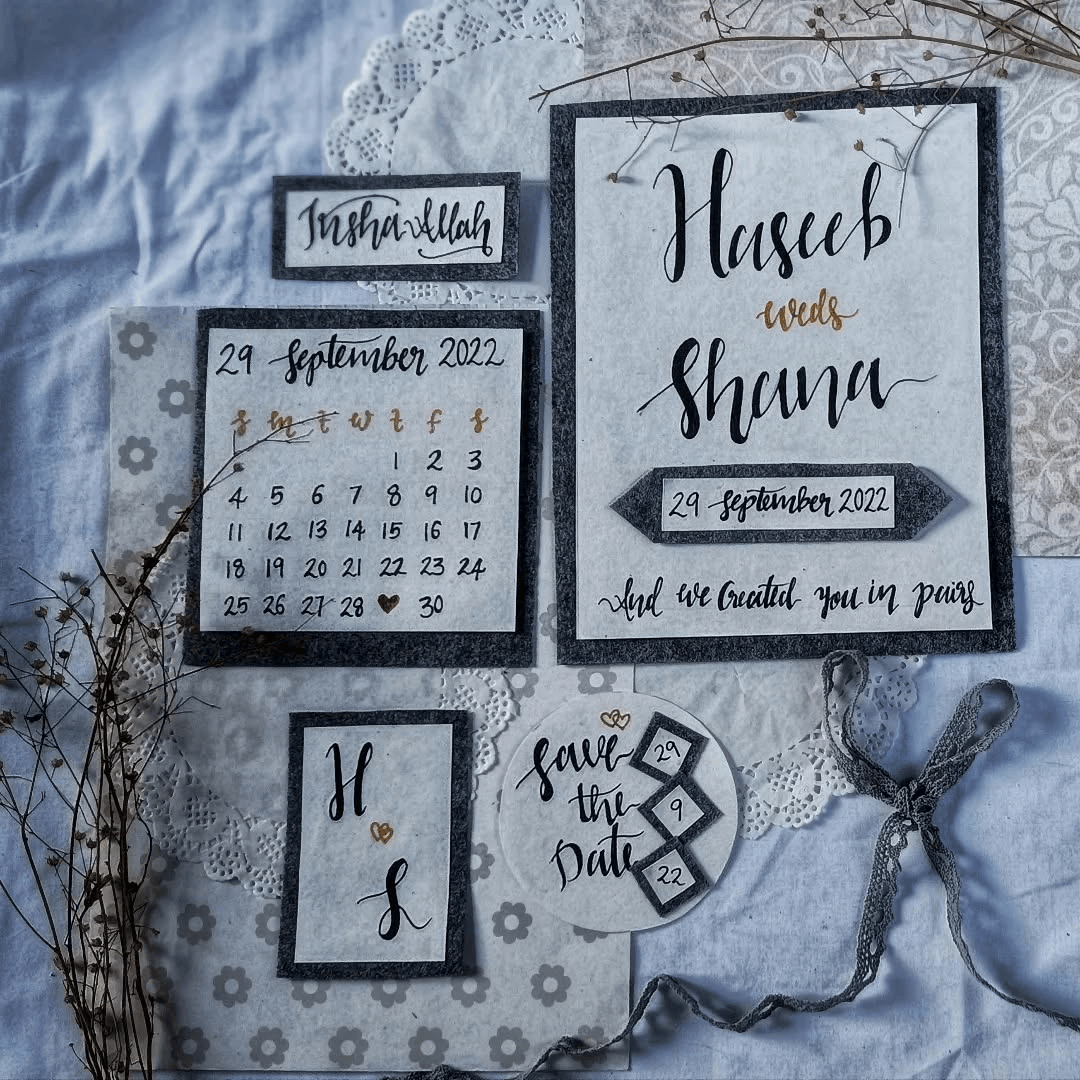 Insha Allah
Haseeb
weds
Shana
29 September 2022
And we Created you in pairs
29 September 2022
s m t w t f s
1 2 3
4 5 6 7 8 9 10
11 12 13 14 15 16 17
18 19 20 21 22 23 24
25 26 27 28 30
H
S
Save
the
Date
29
9
22